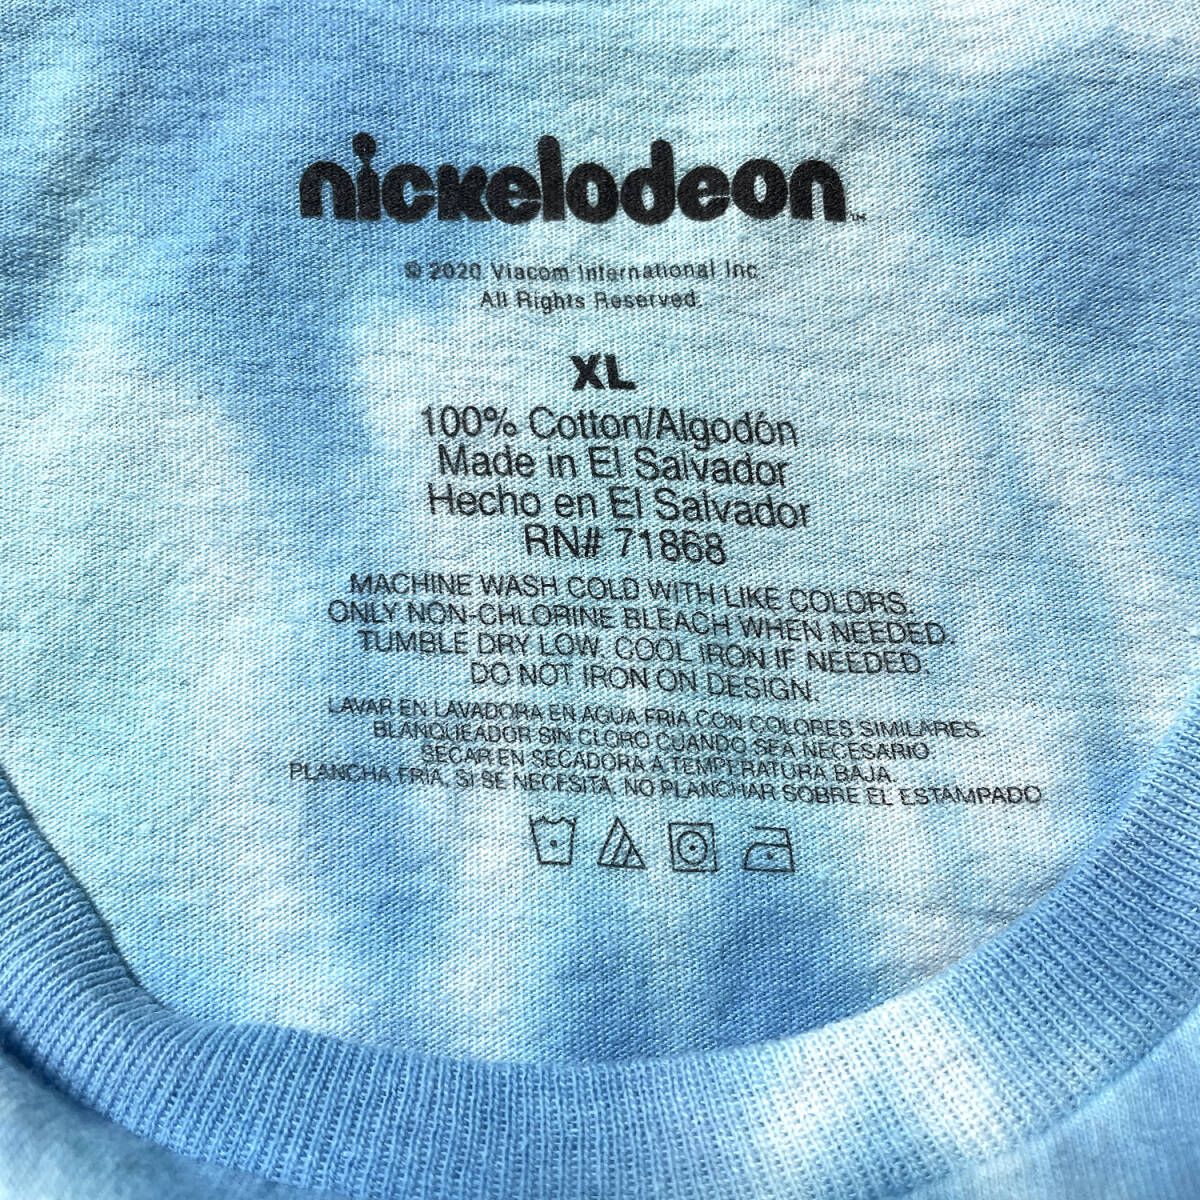 nickelodeon™
© 2020 Viacom International Inc.
All Rights Reserved.
XL
100% Cotton/Algodón
Made in El Salvador
Hecho en El Salvador
RN# 71868
MACHINE WASH COLD WITH LIKE COLORS.
ONLY NON-CHLORINE BLEACH WHEN NEEDED.
TUMBLE DRY LOW. COOL IRON IF NEEDED.
DO NOT IRON ON DESIGN.
LAVAR EN LAVADORA EN AGUA FRIA CON COLORES SIMILARES.
BLANQUEADOR SIN CLORO CUANDO SEA NECESARIO
SECAR EN SECADORA A TEMPERATURA BAJA.
PLANCHA FRIA, SI SE NECESITA, NO PLANCHAR SOBRE EL ESTAMPADO